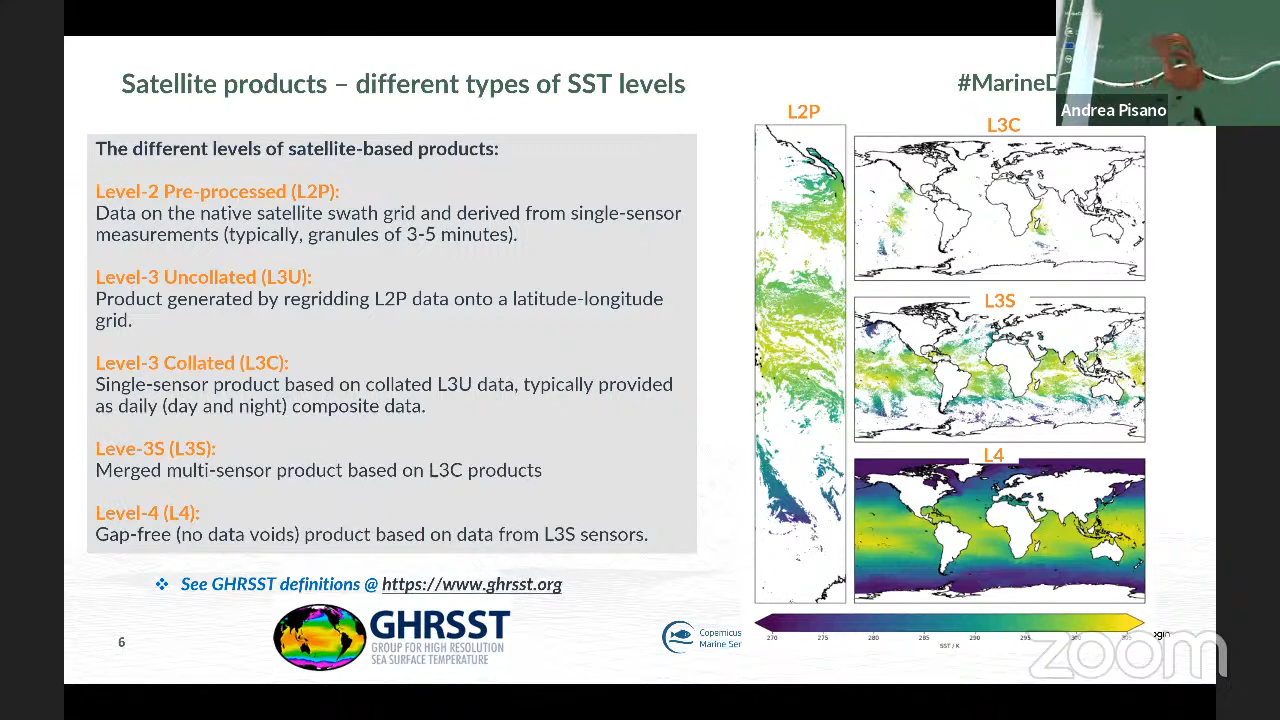 Satellite products – different types of SST levels
#MarineD
Andrea Pisano
The different levels of satellite-based products:
Level-2 Pre-processed (L2P):
Data on the native satellite swath grid and derived from single-sensor
measurements (typically, granules of 3-5 minutes).
Level-3 Uncollated (L3U):
Product generated by regridding L2P data onto a latitude-longitude
grid.
Level-3 Collated (L3C):
Single-sensor product based on collated L3U data, typically provided
as daily (day and night) composite data.
Leve-3S (L3S):
Merged multi-sensor product based on L3C products
Level-4 (L4):
Gap-free (no data voids) product based on data from L3S sensors.
❖ See GHRSST definitions @ https://www.ghrsst.org
GHRSST
GROUP FOR HIGH RESOLUTION
SEA SURFACE TEMPERATURE
6
L2P
L3C
L3S
L4
270 275 280 285 290 295
SST / K
Copernicus
Marine Ser
zoom